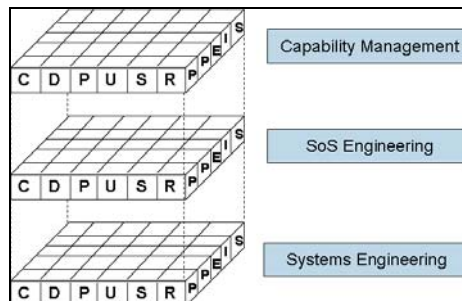 C D P U S R P P E I S
Capability Management
C D P U S R P P E I S
SoS Engineering
C D P U S R P P E I S
Systems Engineering